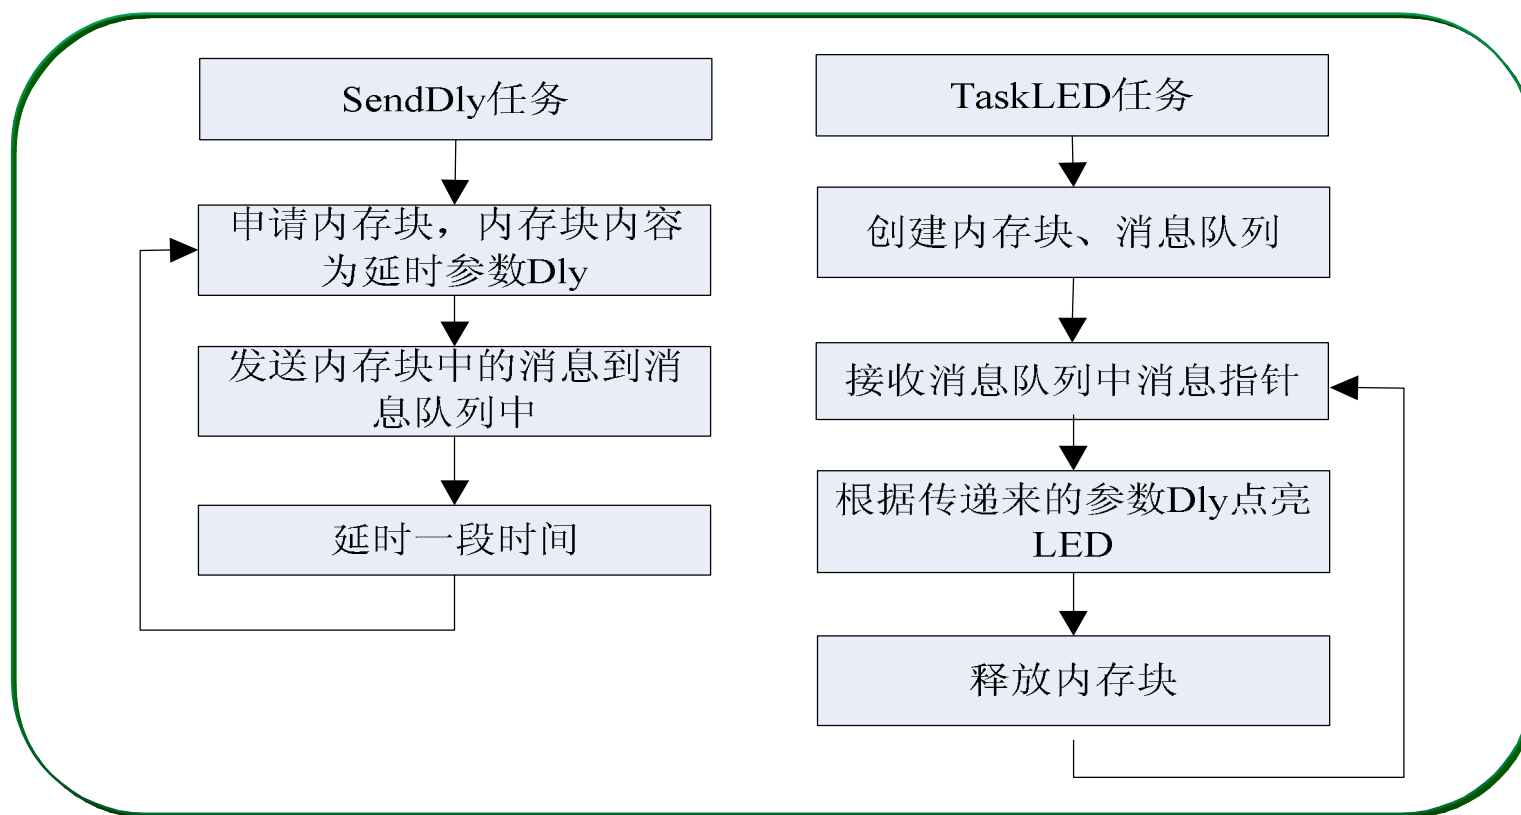 SendDly任务
申请内存块，内存块内容
为延时参数Dly
发送内存块中的消息到消
息队列中
延时一段时间
TaskLED任务
创建内存块、消息队列
接收消息队列中消息指针
根据传递来的参数Dly点亮
LED
释放内存块